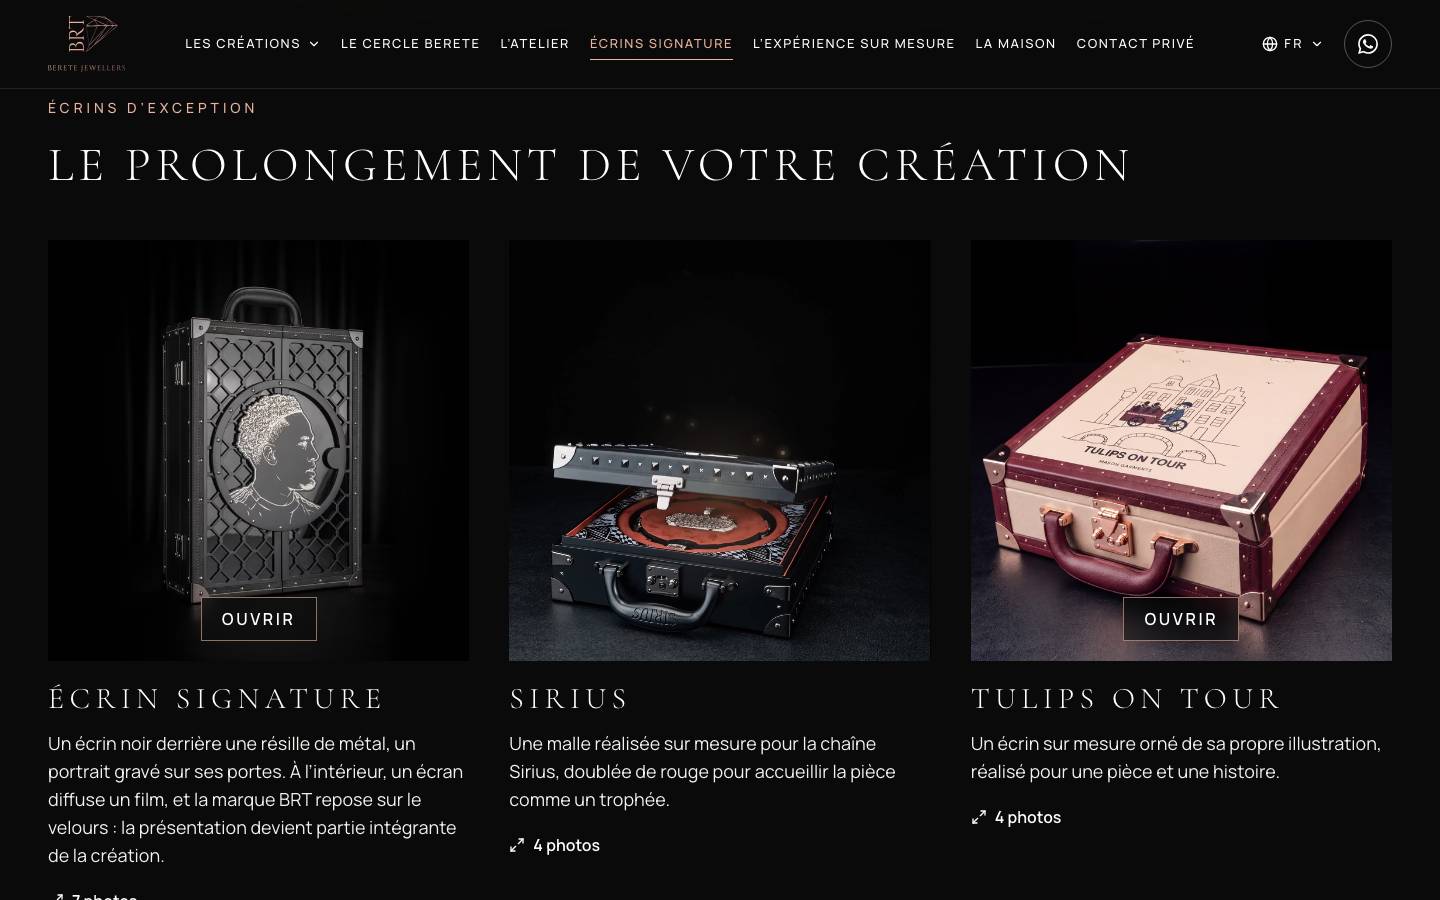 BRT
BERETE JEWELLERS
LES CRÉATIONS
LE CERCLE BERETE
L'ATELIER
ÉCRINS SIGNATURE
L'EXPÉRIENCE SUR MESURE
LA MAISON
CONTACT PRIVÉ
FR
ÉCRINS D'EXCEPTION
LE PROLONGEMENT DE VOTRE CRÉATION
OUVRIR
SIRIUS
TULIPS ON TOUR
MAISON GARMENTS
OUVRIR
ÉCRIN SIGNATURE
Un écrin noir derrière une résille de métal, un
portrait gravé sur ses portes. À l'intérieur, un écran
diffuse un film, et la marque BRT repose sur le
velours : la présentation devient partie intégrante
de la création.
7 photos
SIRIUS
Une malle réalisée sur mesure pour la chaîne
Sirius, doublée de rouge pour accueillir la pièce
comme un trophée.
4 photos
TULIPS ON TOUR
Un écrin sur mesure orné de sa propre illustration,
réalisé pour une pièce et une histoire.
4 photos